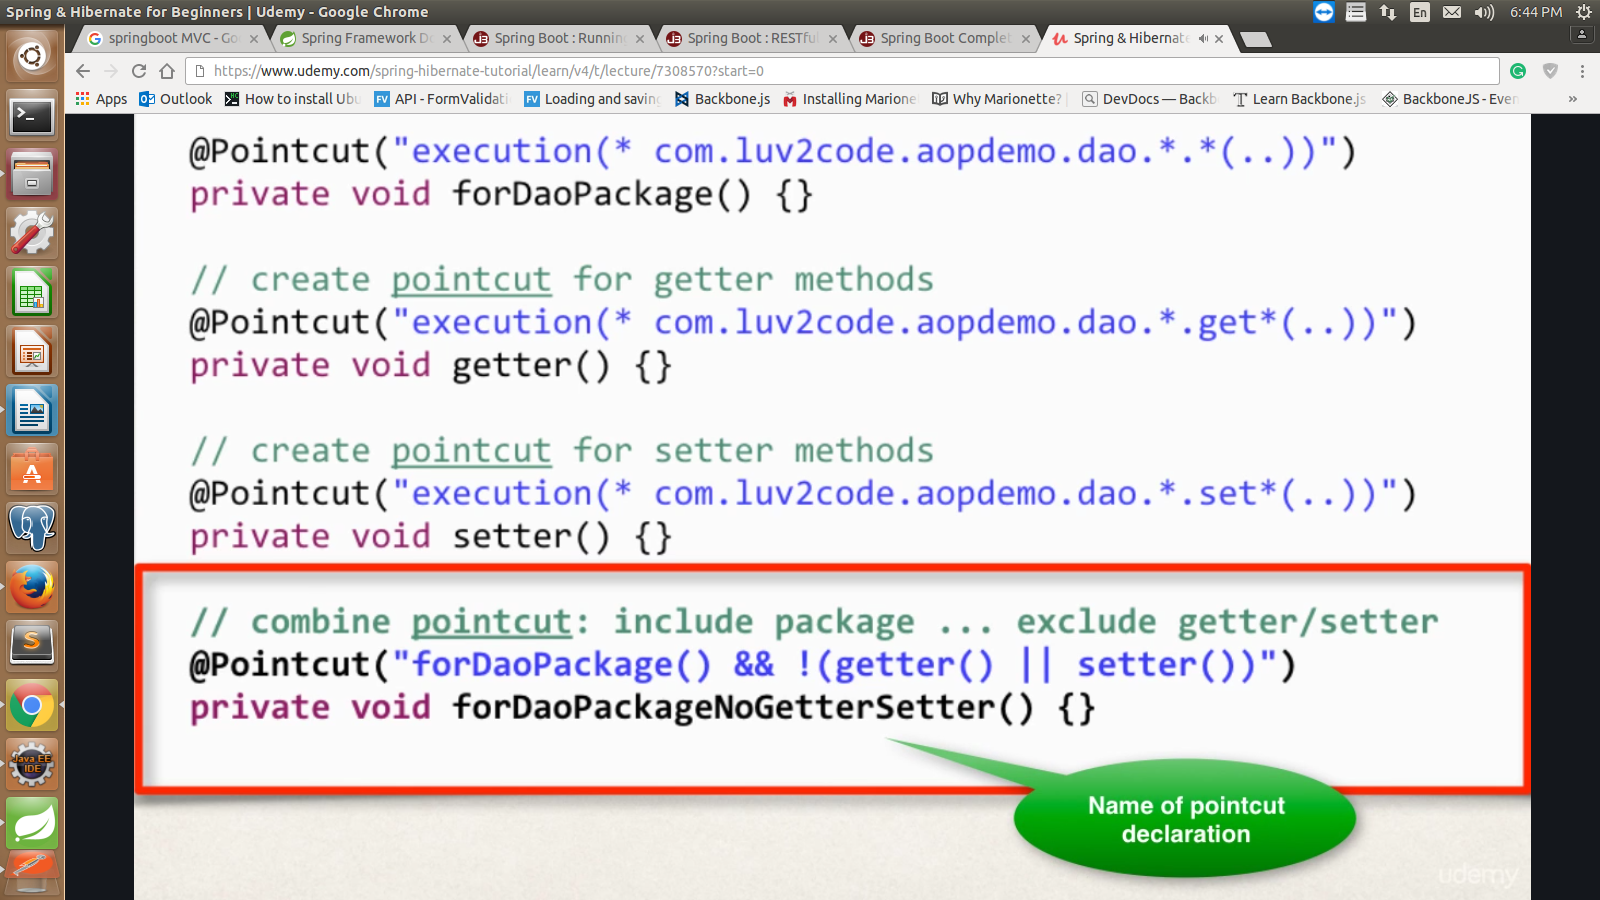 Spring & Hibernate for Beginners | Udemy - Google Chrome
En
6:44 PM
springboot MVC - Go
Spring Framework Do
Spring Boot : Runnin
Spring Boot : RESTfu
Spring Boot Complet
Spring & Hibernate
https://www.udemy.com/spring-hibernate-tutorial/learn/v4/t/lecture/7308570?start=0
Apps
Outlook
How to install Ubu
API - FormValidati
Loading and saving
Backbone.js
Installing Marione
Why Marionette?
DevDocs — Backb
Learn Backbone.js
BackboneJS - Ever
@Pointcut("execution(* com.luv2code.aopdemo.dao.*.*(..))")
private void forDaoPackage() {}
// create pointcut for getter methods
@Pointcut("execution(* com.luv2code.aopdemo.dao.*.get*(..))")
private void getter() {}
// create pointcut for setter methods
@Pointcut("execution(* com.luv2code.aopdemo.dao.*.set*(..))")
private void setter() {}
// combine pointcut: include package ... exclude getter/setter
@Pointcut("forDaoPackage() && !(getter() || setter())")
private void forDaoPackageNoGetterSetter() {}
Name of pointcut
declaration
Java EE
IDE
udemy